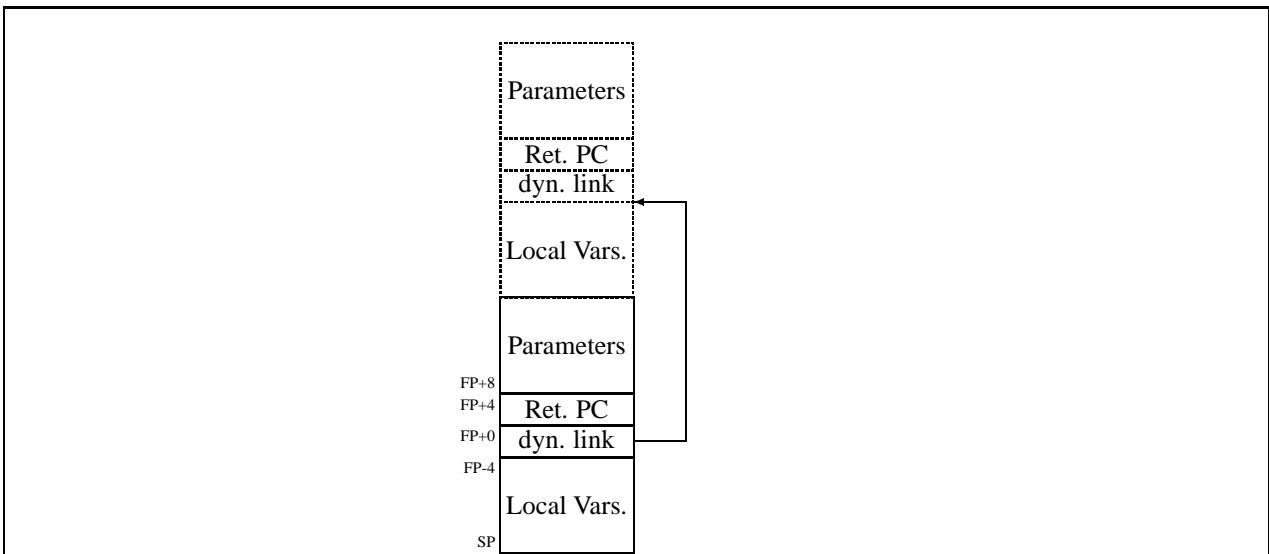 Parameters
Ret. PC
dyn. link
Local Vars.
Parameters
FP+8
FP+4
Ret. PC
FP+0
dyn. link
FP-4
Local Vars.
SP